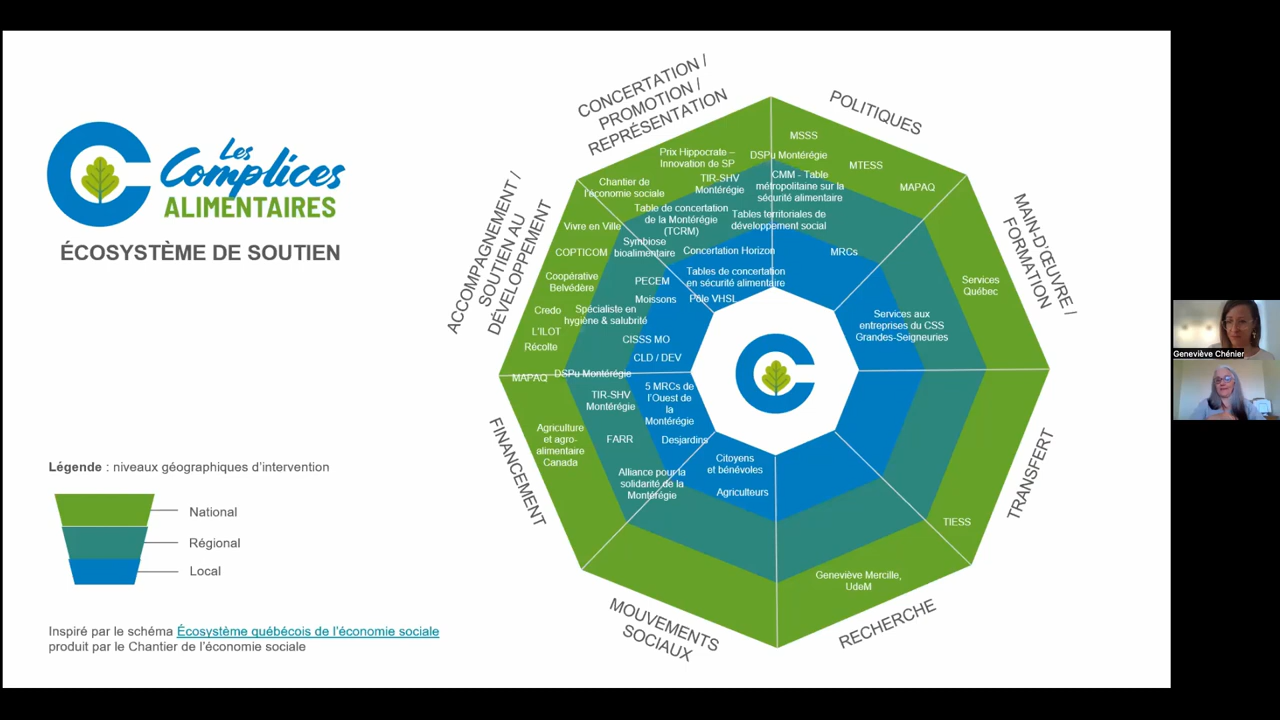 Les
Complices
ALIMENTAIRES
ÉCOSYSTÈME DE SOUTIEN
Légende : niveaux géographiques d'intervention
National
Régional
Local
Inspiré par le schéma Écosystème québécois de l'économie sociale
produit par le Chantier de l'économie sociale
CONCERTATION /
PROMOTION /
REPRÉSENTATION
Prix Hippocrate –
Innovation de SP
Chantier de
l'économie sociale
TIR-SHV
Montérégie
Table de concertation
de la Montérégie
(TCRM)
Concertation Horizon
Tables de concertation
en sécurité alimentaire
Pôle VHSL
POLITIQUES
MSSS
DSPu Montérégie
MTESS
MAPAQ
CMM - Table
métropolitaine sur la
sécurité alimentaire
Tables territoriales de
développement social
MRCs
MAIN-D'ŒUVRE /
FORMATION
Services
Québec
Services aux
entreprises du CSS
Grandes-Seigneuries
TRANSFERT
TIESS
RECHERCHE
Geneviève Mercille,
UdeM
MOUVEMENTS
SOCIAUX
Citoyens
et bénévoles
Agriculteurs
FINANCEMENT
MAPAQ
DSPu Montérégie
TIR-SHV
Montérégie
5 MRCs de
l'Ouest de
la
Montérégie
Agriculture
et agro-
alimentaire
Canada
FARR
Desjardins
Alliance pour la
solidarité de la
Montérégie
ACCOMPAGNEMENT /
SOUTIEN AU
DÉVELOPPEMENT
Vivre en Ville
Symbiose
bioalimentaire
COPTICOM
Coopérative
Belvédère
PECEM
Moissons
Credo
Spécialiste en
hygiène & salubrité
L'ILOT
Récolte
CISSS MO
CLD / DEV
Geneviève Chénier